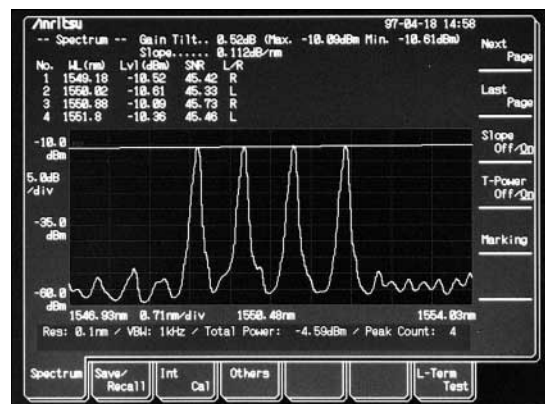 Anritsu 97-04-18 14:58
-- Spectrum -- Gain Tilt.. 0.52dB (Max. -10.09dBm Min. -10.61dBm)
Slope...... 0.112dB/nm
No. WL(nm) Lvl(dBm) SNR L/R
1 1549.18 -10.52 45.42 R
2 1550.02 -10.61 45.33 L
3 1550.88 -10.09 45.73 R
4 1551.8 -10.36 45.46 L
Next
Page
Last
Page
Slope
Off/On
T-Power
Off/On
Marking
-10.0
dBm
5.0dB
/div
-35.0
dBm
-60.0
dBm
1546.93nm 0.71nm/div 1550.48nm 1554.03nm
Res: 0.1nm / VBW: 1kHz / Total Power: -4.59dBm / Peak Count: 4
Spectrum
Save/
Recall
Int
Cal
Others
L-Term
Test